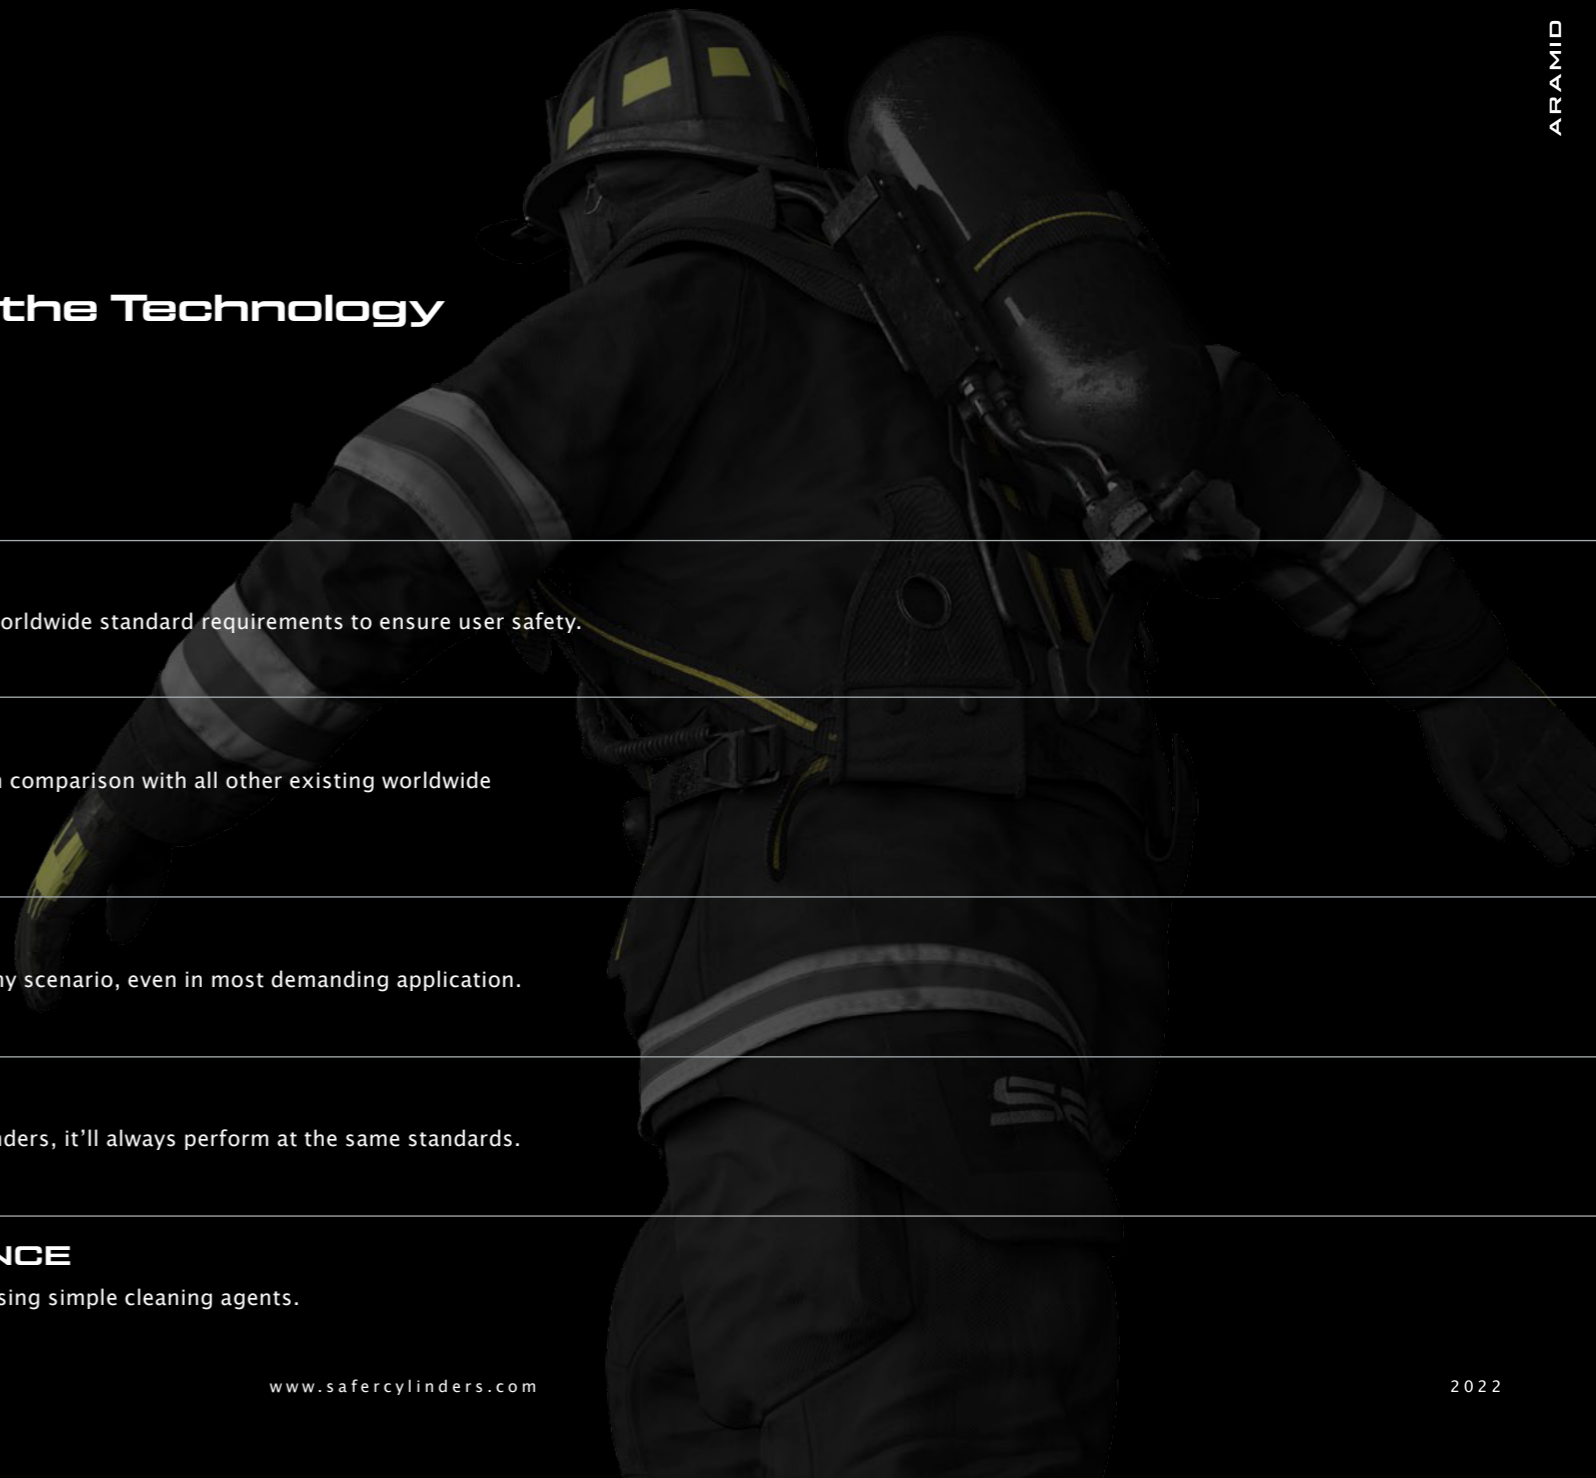 ARAMID
the Technology
orldwide standard requirements to ensure user safety.
comparison with all other existing worldwide
ny scenario, even in most demanding application.
ders, it’ll always perform at the same standards.
NCE
sing simple cleaning agents.
www.safercylinders.com
2022